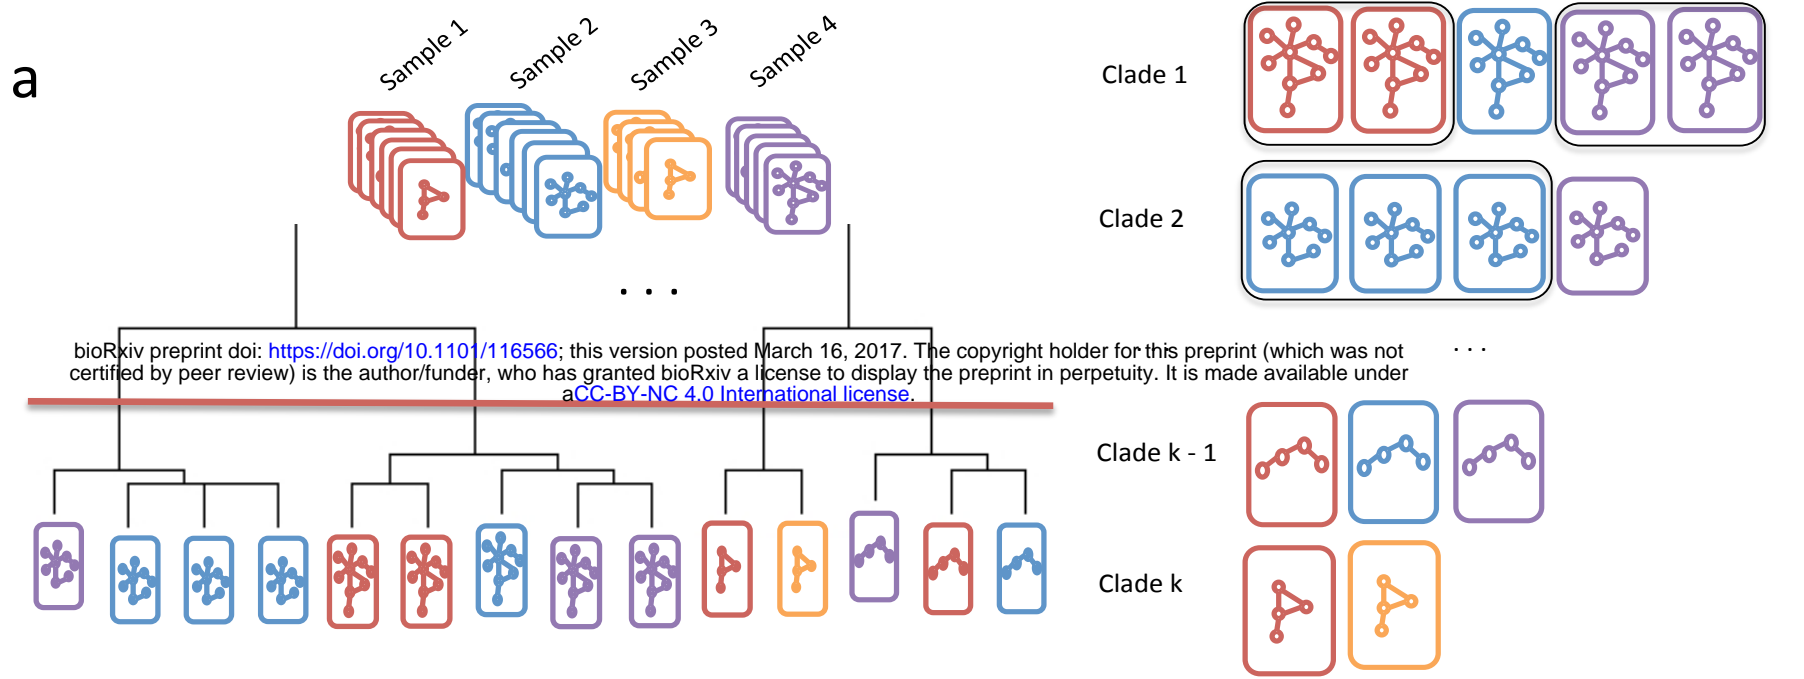 a
Sample 1
Sample 2
Sample 3
Sample 4
. . .
Clade 1
Clade 2
bioRxiv preprint doi: https://doi.org/10.1101/116566; this version posted March 16, 2017. The copyright holder for this preprint (which was not
certified by peer review) is the author/funder, who has granted bioRxiv a license to display the preprint in perpetuity. It is made available under
aCC-BY-NC 4.0 International license.
. . .
Clade k - 1
Clade k